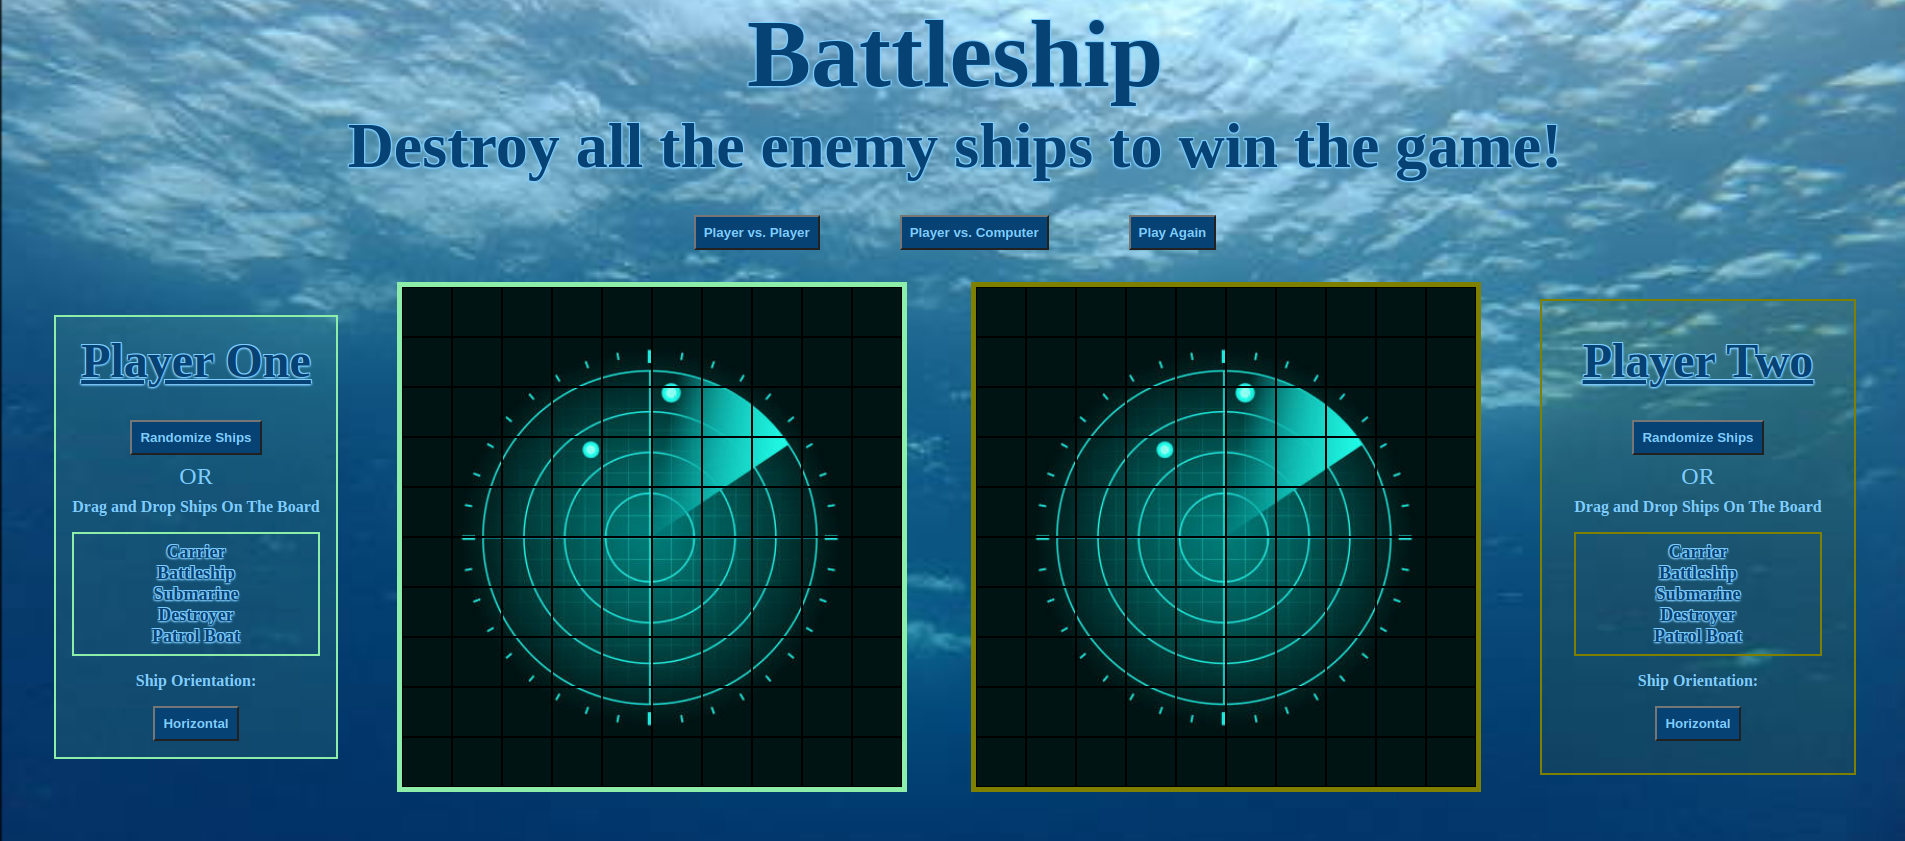 Battleship
Destroy all the enemy ships to win the game!
Player vs. Player
Player vs. Computer
Play Again
Player One
Randomize Ships
OR
Drag and Drop Ships On The Board
Carrier
Battleship
Submarine
Destroyer
Patrol Boat
Ship Orientation:
Horizontal
Player Two
Randomize Ships
OR
Drag and Drop Ships On The Board
Carrier
Battleship
Submarine
Destroyer
Patrol Boat
Ship Orientation:
Horizontal